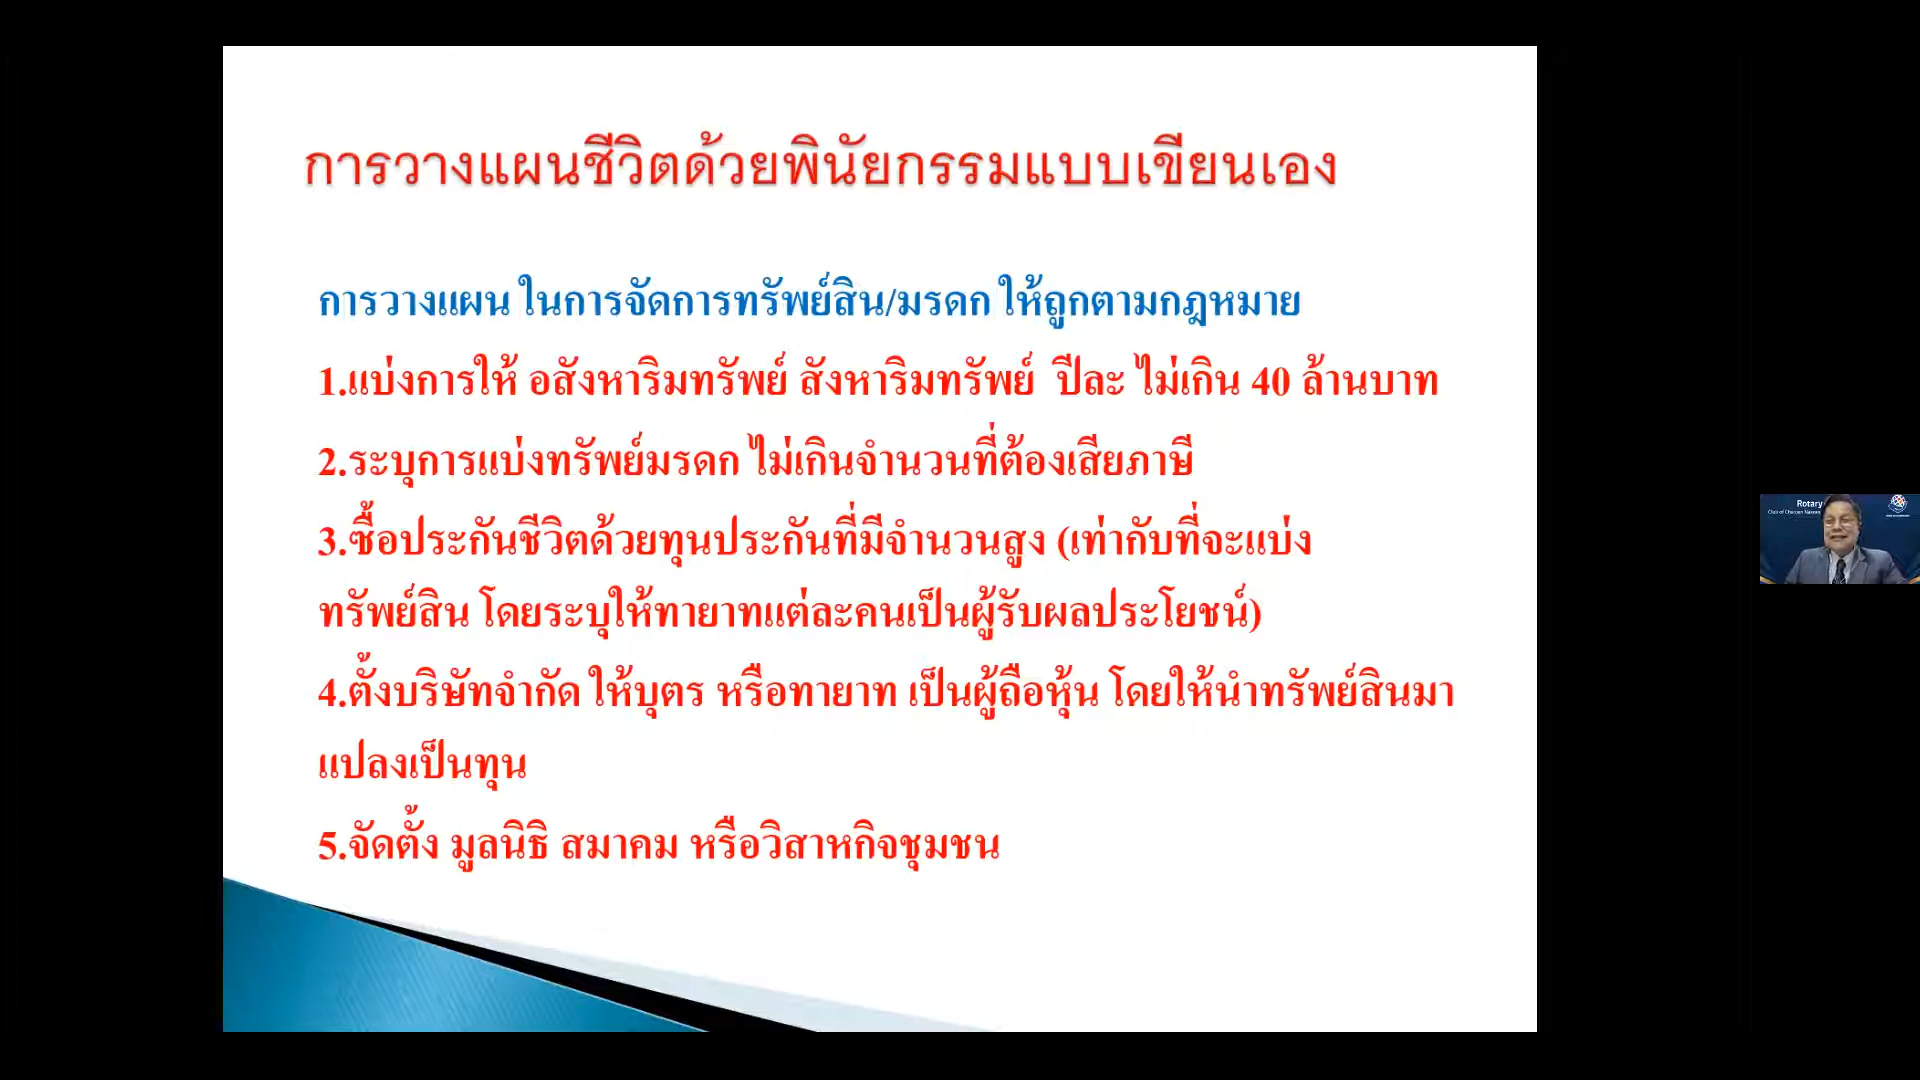 การวางแผนชีวิตด้วยพินัยกรรมแบบเขียนเอง
การวางแผน ในการจัดการทรัพย์สิน/มรดก ให้ถูกตามกฎหมาย
1.แบ่งการให้ อสังหาริมทรัพย์ สังหาริมทรัพย์ ปีละ ไม่เกิน 40 ล้านบาท
2.ระบุการแบ่งทรัพย์มรดก ไม่เกินจำนวนที่ต้องเสียภาษี
3.ซื้อประกันชีวิตด้วยทุนประกันที่มีจำนวนสูง (เท่ากับที่จะแบ่ง
ทรัพย์สิน โดยระบุให้ทายาทแต่ละคนเป็นผู้รับผลประโยชน์)
4.ตั้งบริษัทจำกัด ให้บุตร หรือทายาท เป็นผู้ถือหุ้น โดยให้นำทรัพย์สินมา
แปลงเป็นทุน
5.จัดตั้ง มูลนิธิ สมาคม หรือวิสาหกิจชุมชน
Rotary